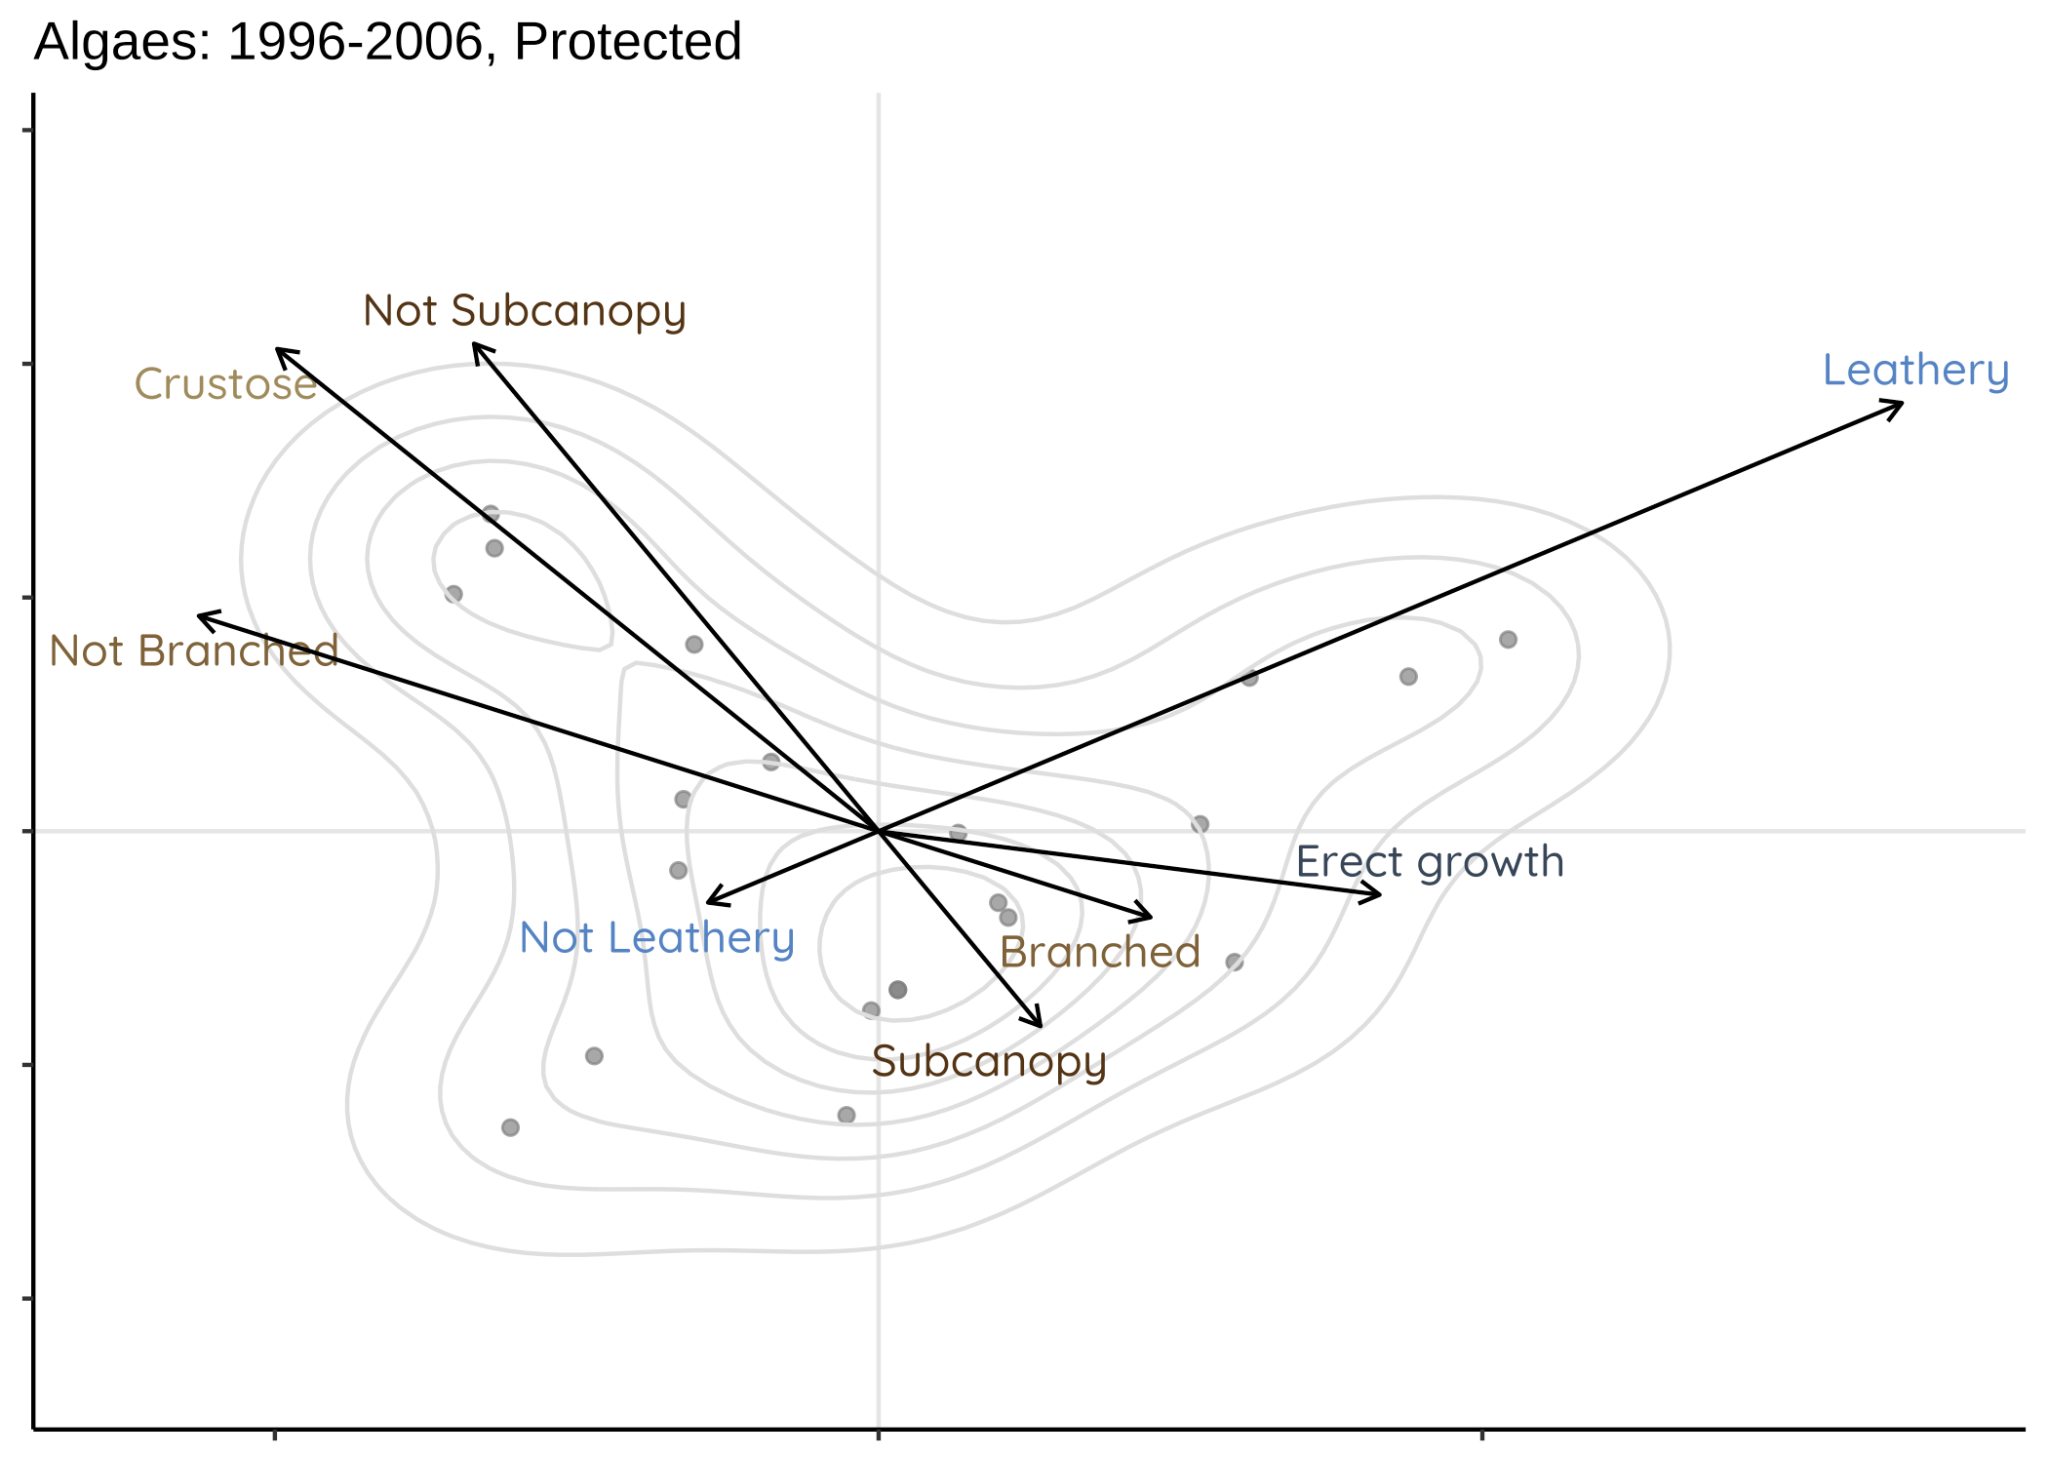 Algaes: 1996-2006, Protected
Not Subcanopy
Crustose
Leathery
Not Branched
Erect growth
Not Leathery
Branched
Subcanopy